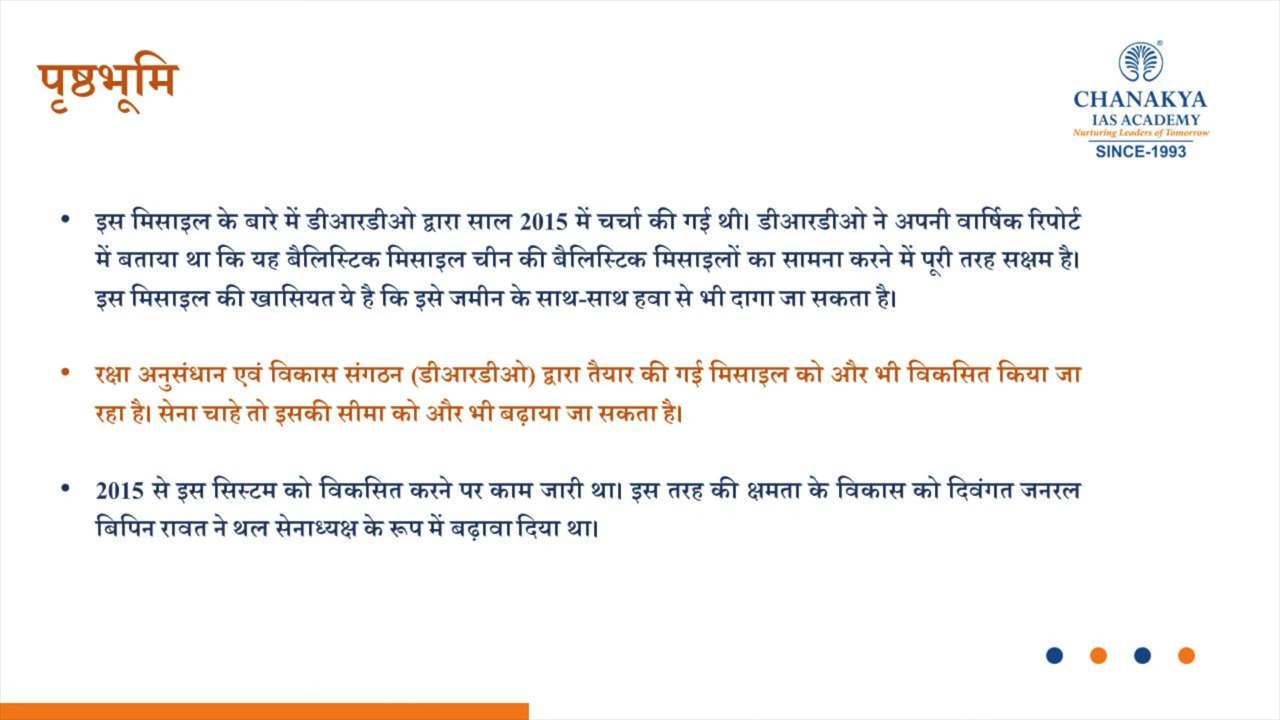 पृष्ठभूमि
CHANAKYA
IAS ACADEMY
Nurturing Leaders of Tomorrow
SINCE-1993
• इस मिसाइल के बारे में डीआरडीओ द्वारा साल 2015 में चर्चा की गई थी। डीआरडीओ ने अपनी वार्षिक रिपोर्ट
में बताया था कि यह बैलिस्टिक मिसाइल चीन की बैलिस्टिक मिसाइलों का सामना करने में पूरी तरह सक्षम है।
इस मिसाइल की खासियत ये है कि इसे जमीन के साथ-साथ हवा से भी दागा जा सकता है।
• रक्षा अनुसंधान एवं विकास संगठन (डीआरडीओ) द्वारा तैयार की गई मिसाइल को और भी विकसित किया जा
रहा है। सेना चाहे तो इसकी सीमा को और भी बढ़ाया जा सकता है।
• 2015 से इस सिस्टम को विकसित करने पर काम जारी था। इस तरह की क्षमता के विकास को दिवंगत जनरल
बिपिन रावत ने थल सेनाध्यक्ष के रूप में बढ़ावा दिया था।